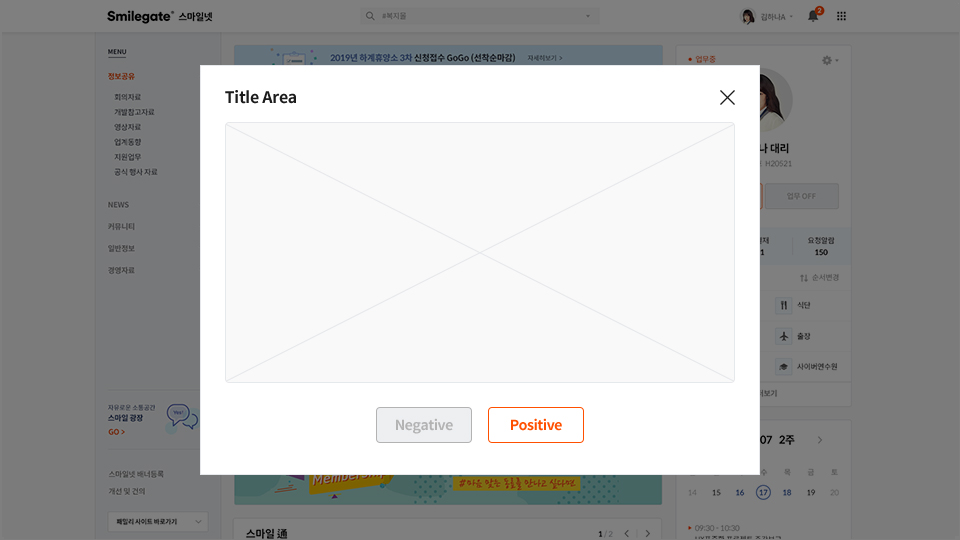 Smilegate 스마일넷
#복지몰
김하나A
2
MENU
정보공유
회의자료
개발참고자료
영상자료
업계동향
지원업무
공식 행사 자료
NEWS
커뮤니티
일반정보
경영자료
자유로운 소통공간
스마일 광장
GO >
Yes!
스마일넷 배너등록
개선 및 건의
패밀리 사이트 바로가기
2019년 하계휴양소 3차 신청접수 GoGo (선착순마감) 자세히보기 >
Title Area
Negative
Positive
스마일 通
1 / 2
업무중
나 대리
H20521
업무 OFF
요청알람
1
150
순서변경
식단
출장
사이버연수원
07 2주
수 목 금 토
14 15 16 17 18 19 20
09:30 - 10:30